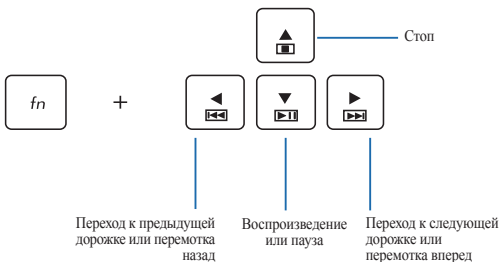 Стоп
fn +
Переход к предыдущей
дорожке или перемотка
назад
Воспроизведение
или пауза
Переход к следующей
дорожке или
перемотка вперед